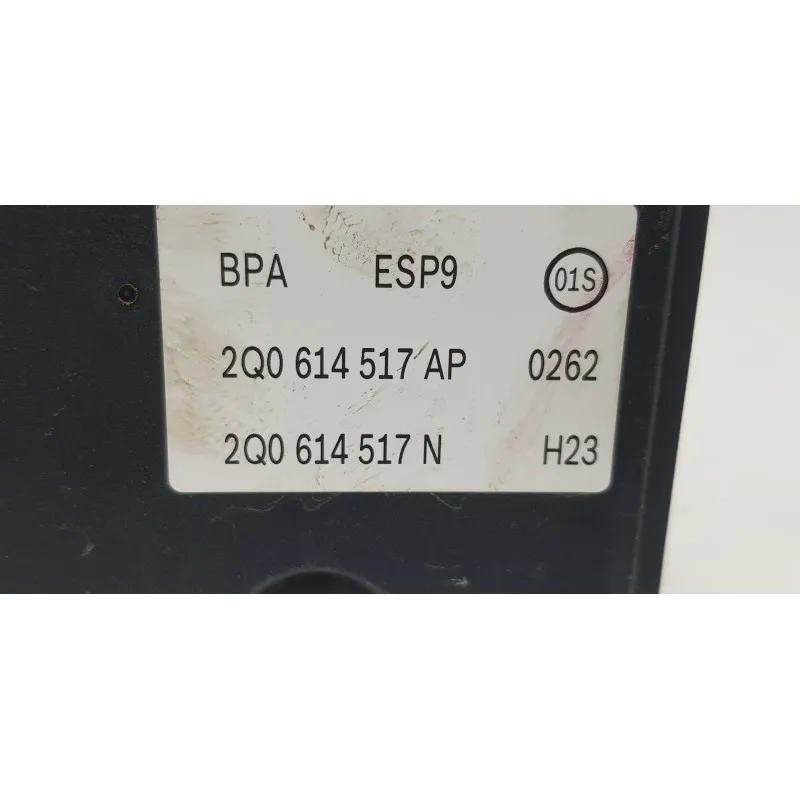 BPA ESP9 01S
2Q0 614 517 AP 0262
2Q0 614 517 N H23